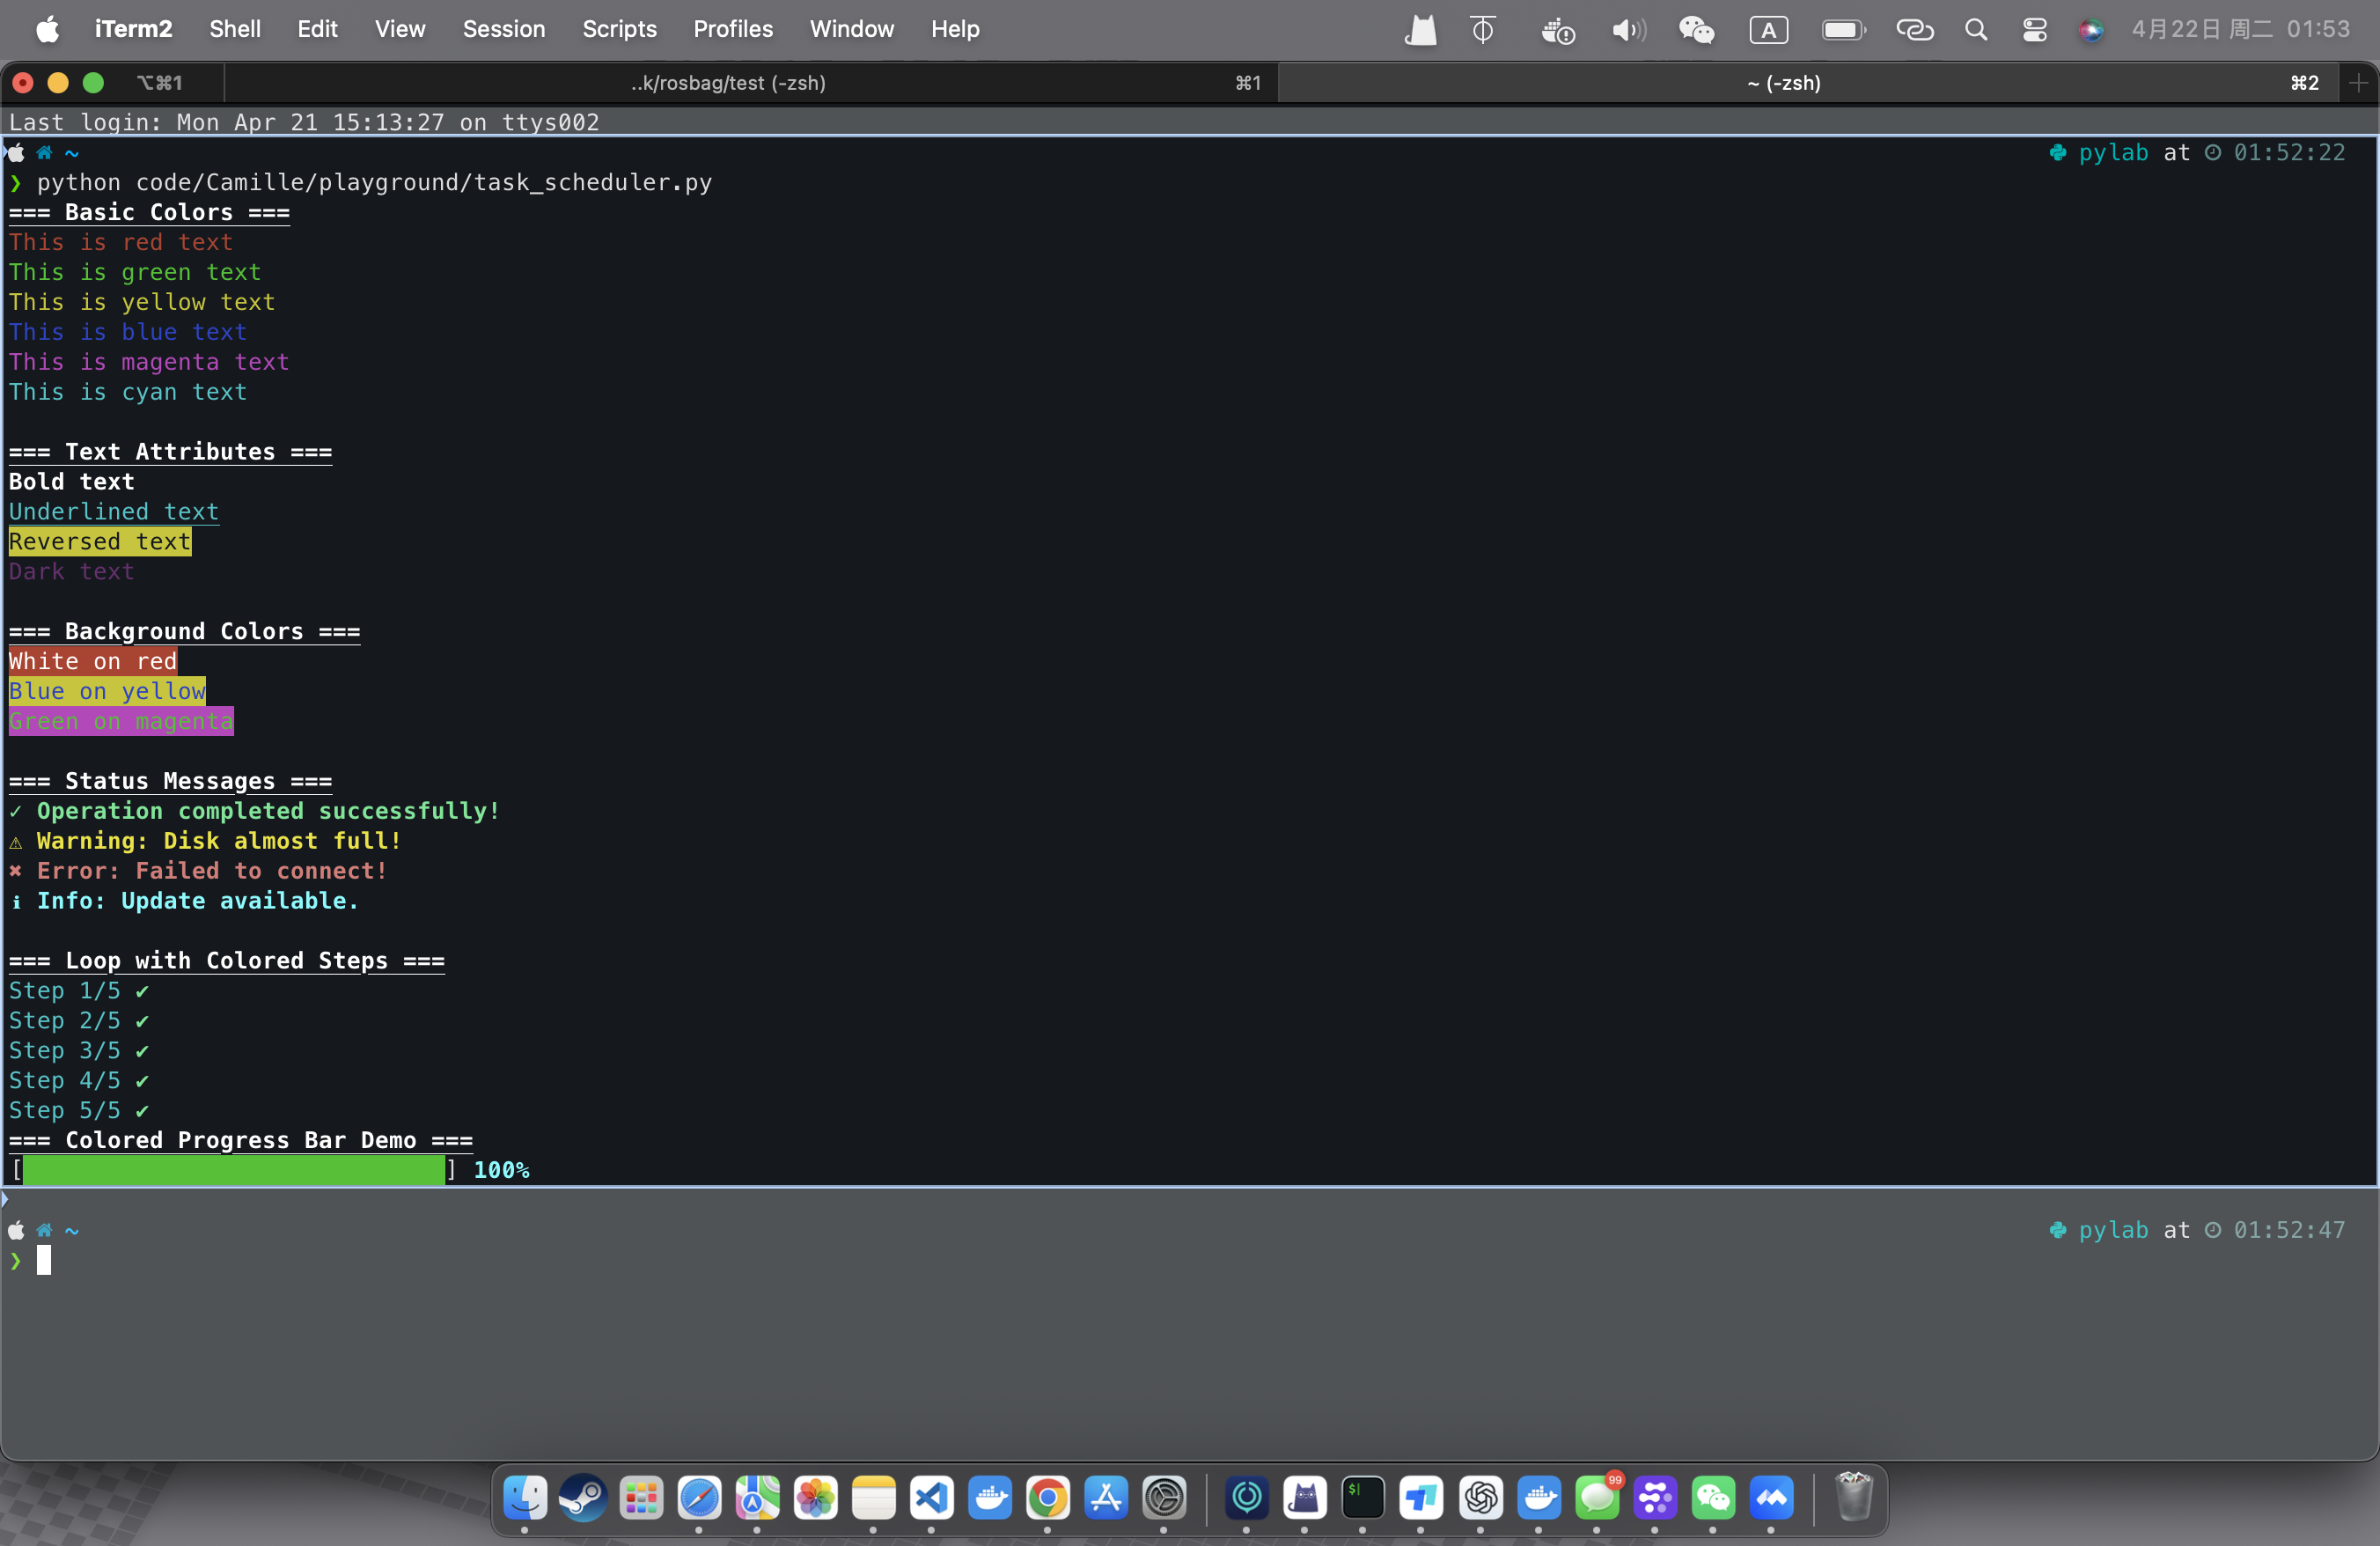 iTerm2 Shell Edit View Session Scripts Profiles Window Help A 4月22日 周二 01:53
⌥⌘1 ..k/rosbag/test (-zsh) ⌘1 ~ (-zsh) ⌘2
Last login: Mon Apr 21 15:13:27 on ttys002
~ pylab at 01:52:22
❯ python code/Camille/playground/task_scheduler.py
=== Basic Colors ===
This is red text
This is green text
This is yellow text
This is blue text
This is magenta text
This is cyan text
=== Text Attributes ===
Bold text
Underlined text
Reversed text
Dark text
=== Background Colors ===
White on red
Blue on yellow
Green on magenta
=== Status Messages ===
✓ Operation completed successfully!
⚠ Warning: Disk almost full!
✖ Error: Failed to connect!
ℹ Info: Update available.
=== Loop with Colored Steps ===
Step 1/5 ✔
Step 2/5 ✔
Step 3/5 ✔
Step 4/5 ✔
Step 5/5 ✔
=== Colored Progress Bar Demo ===
[ ] 100%
~ pylab at 01:52:47
❯
$
99